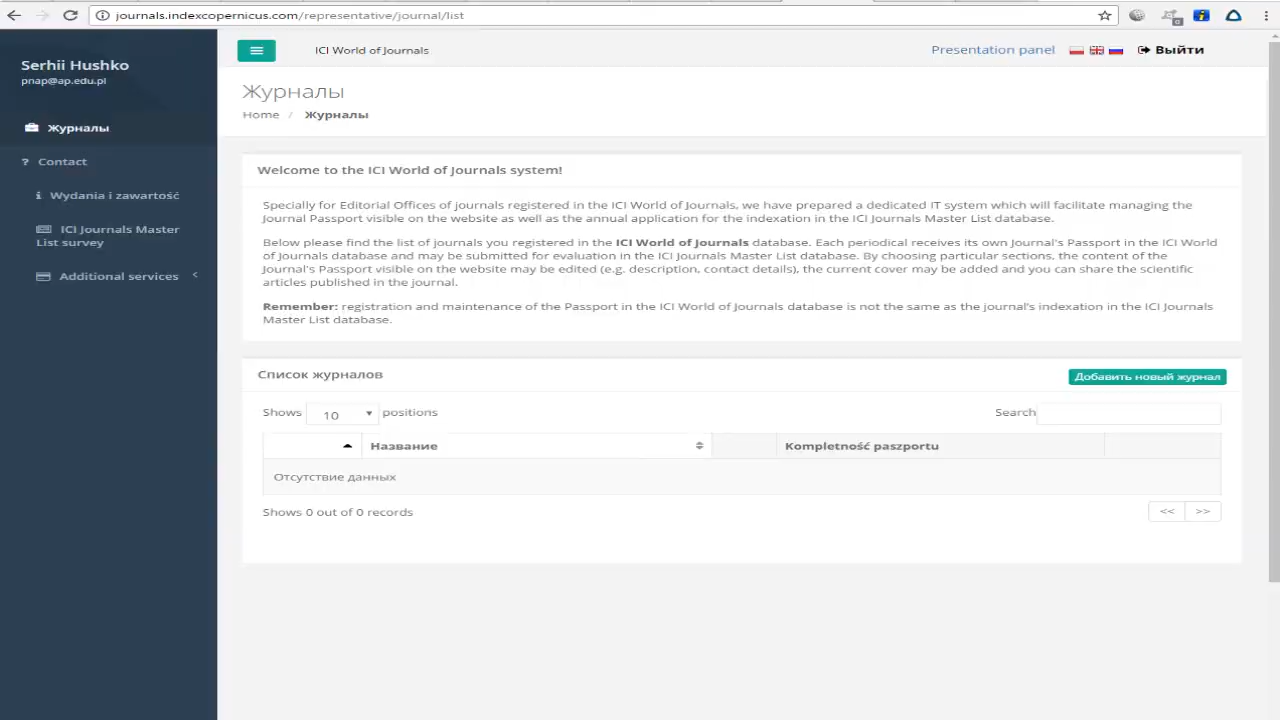 journals.indexcopernicus.com/representative/journal/list
Serhii Hushko
pnap@ap.edu.pl
Журналы
? Contact
Wydania i zawartość
ICI Journals Master
List survey
Additional services
ICI World of Journals
Presentation panel
Выйти
Журналы
Home / Журналы
Welcome to the ICI World of Journals system!
Specially for Editorial Offices of journals registered in the ICI World of Journals, we have prepared a dedicated IT system which will facilitate managing the
Journal Passport visible on the website as well as the annual application for the indexation in the ICI Journals Master List database.
Below please find the list of journals you registered in the ICI World of Journals database. Each periodical receives its own Journal's Passport in the ICI World
of Journals database and may be submitted for evaluation in the ICI Journals Master List database. By choosing particular sections, the content of the
Journal's Passport visible on the website may be edited (e.g. description, contact details), the current cover may be added and you can share the scientific
articles published in the journal.
Remember: registration and maintenance of the Passport in the ICI World of Journals database is not the same as the journal's indexation in the ICI Journals
Master List database.
Список журналов
Добавить новый журнал
Shows 10 positions
Search
Название
Kompletność paszportu
Отсутствие данных
Shows 0 out of 0 records
<< >>